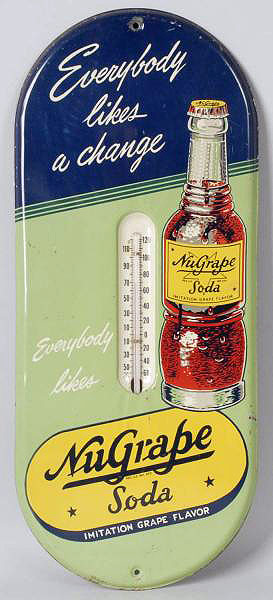 Everybody
likes
a change
NuGrape
Soda
IMITATION GRAPE FLAVOR
Everybody
likes
NuGrape
Soda
IMITATION GRAPE FLAVOR